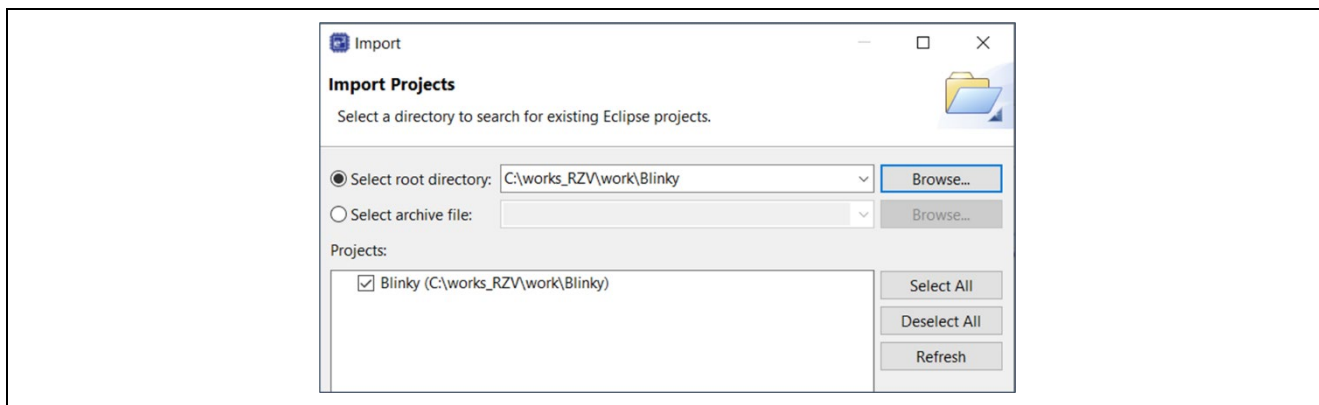 Import
Import Projects
Select a directory to search for existing Eclipse projects.
Select root directory: C:\works_RZV\work\Blinky Browse...
Select archive file: Browse...
Projects:
Blinky (C:\works_RZV\work\Blinky)
Select All
Deselect All
Refresh